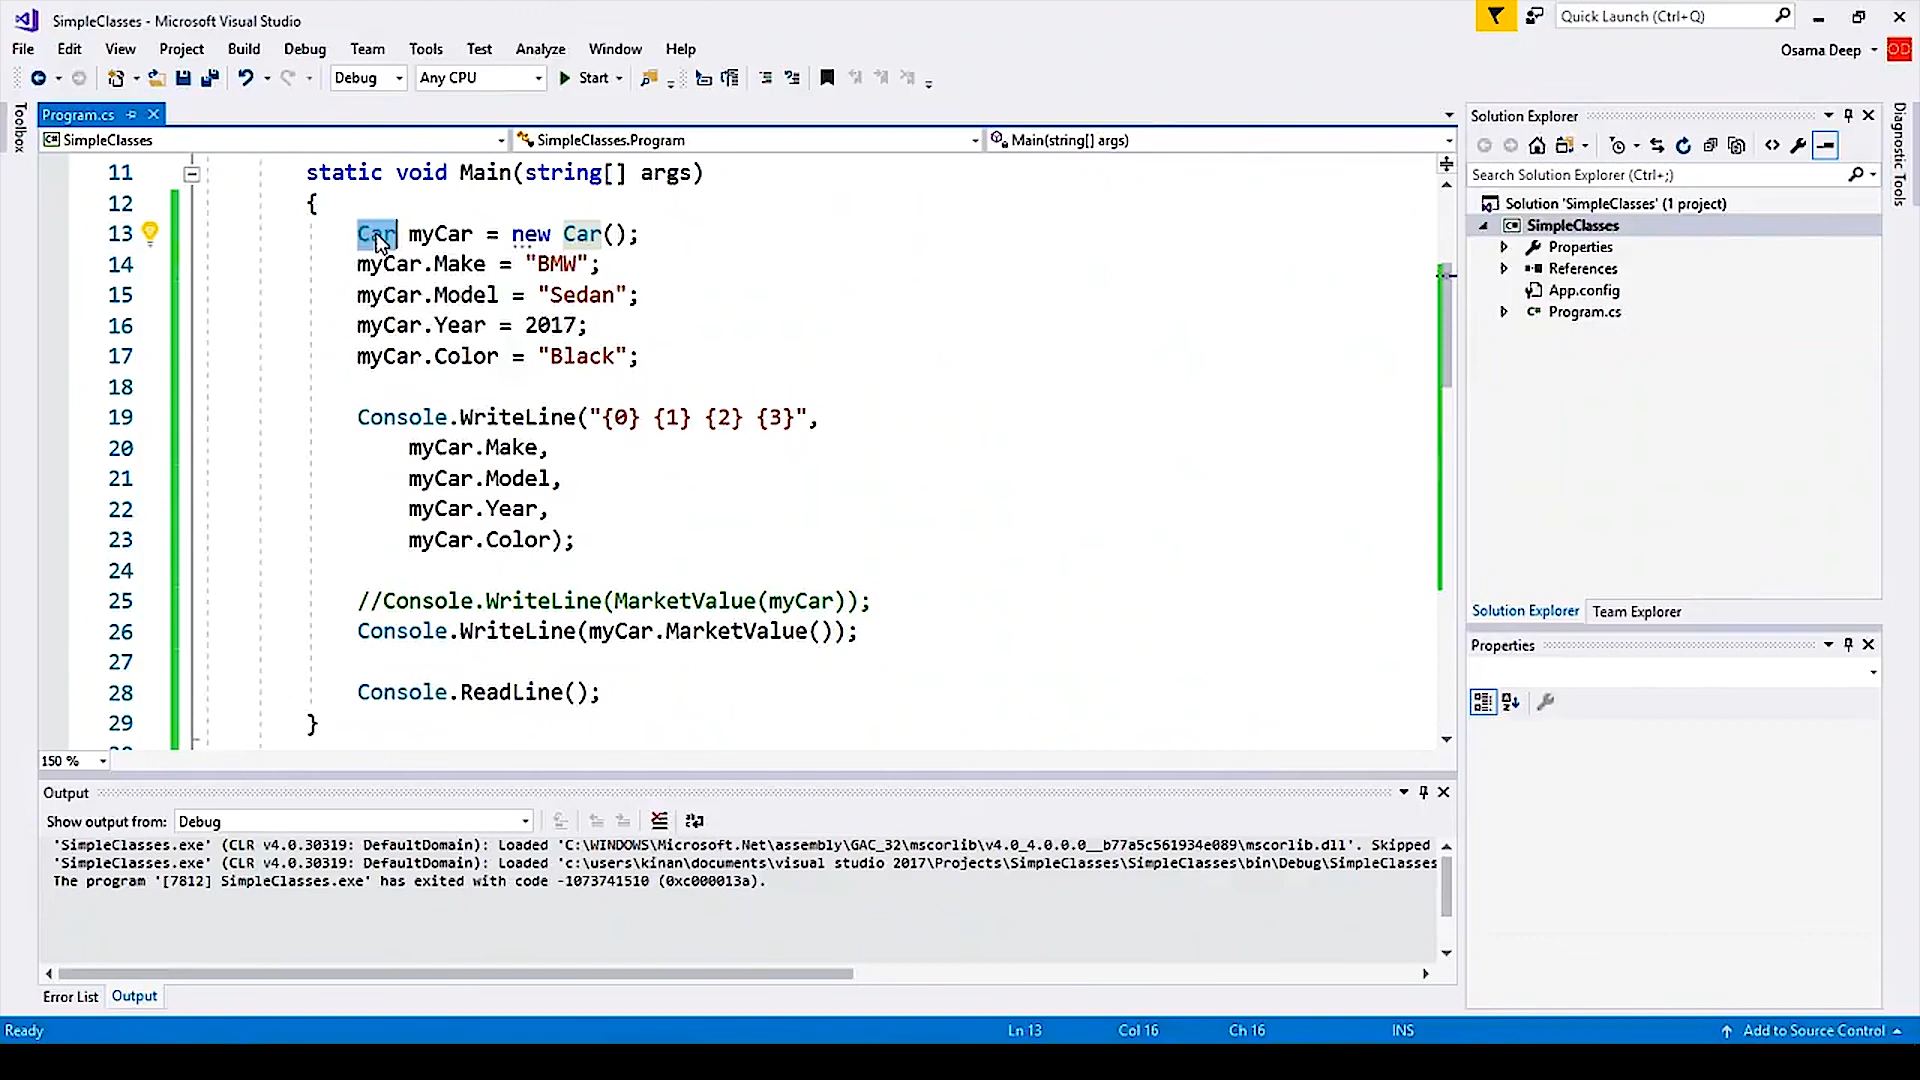 SimpleClasses - Microsoft Visual Studio
Quick Launch (Ctrl+Q)
File Edit View Project Build Debug Team Tools Test Analyze Window Help
Osama Deep OD
Debug Any CPU Start
Toolbox
Program.cs
SimpleClasses SimpleClasses.Program Main(string[] args)
11 static void Main(string[] args)
12 {
13 Car myCar = new Car();
14 myCar.Make = "BMW";
15 myCar.Model = "Sedan";
16 myCar.Year = 2017;
17 myCar.Color = "Black";
18
19 Console.WriteLine("{0} {1} {2} {3}",
20 myCar.Make,
21 myCar.Model,
22 myCar.Year,
23 myCar.Color);
24
25 //Console.WriteLine(MarketValue(myCar));
26 Console.WriteLine(myCar.MarketValue());
27
28 Console.ReadLine();
29 }
150 %
Output
Show output from: Debug
'SimpleClasses.exe' (CLR v4.0.30319: DefaultDomain): Loaded 'C:\WINDOWS\Microsoft.Net\assembly\GAC_32\mscorlib\v4.0_4.0.0.0__b77a5c561934e089\mscorlib.dll'. Skipped
'SimpleClasses.exe' (CLR v4.0.30319: DefaultDomain): Loaded 'c:\users\kinan\documents\visual studio 2017\Projects\SimpleClasses\SimpleClasses\bin\Debug\SimpleClasses
The program '[7812] SimpleClasses.exe' has exited with code -1073741510 (0xc000013a).
Error List Output
Solution Explorer
Search Solution Explorer (Ctrl+;)
Solution 'SimpleClasses' (1 project)
SimpleClasses
Properties
References
App.config
C# Program.cs
Solution Explorer Team Explorer
Properties
Diagnostic Tools
Ready Ln 13 Col 16 Ch 16 INS Add to Source Control